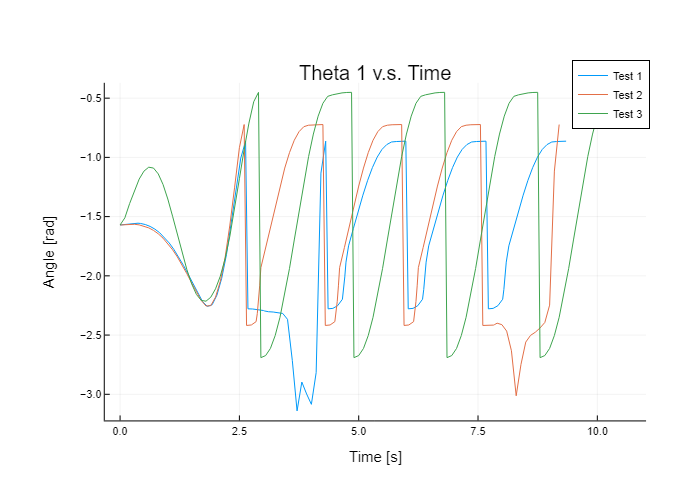 Theta 1 v.s. Time
Test 1
Test 2
Test 3
−0.5
−1.0
−1.5
−2.0
−2.5
−3.0
Angle [rad]
0.0 2.5 5.0 7.5 10.0
Time [s]